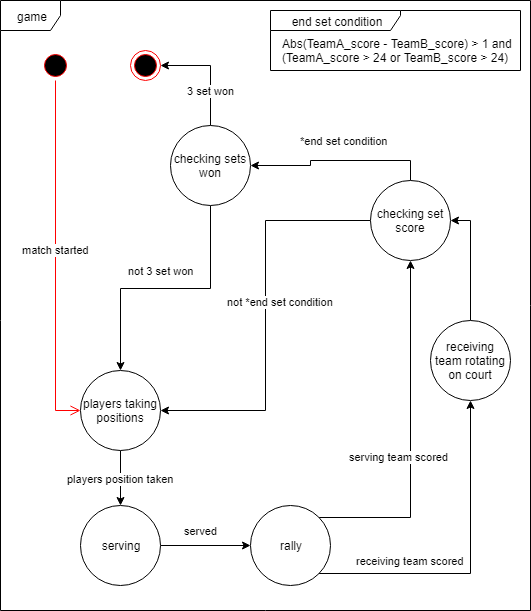 game
end set condition
Abs(TeamA_score - TeamB_score) > 1 and
(TeamA_score > 24 or TeamB_score > 24)
3 set won
*end set condition
checking sets
won
checking set
score
match started
not 3 set won
not *end set condition
receiving
team rotating
on court
players taking
positions
serving team scored
players position taken
served
serving
rally
receiving team scored